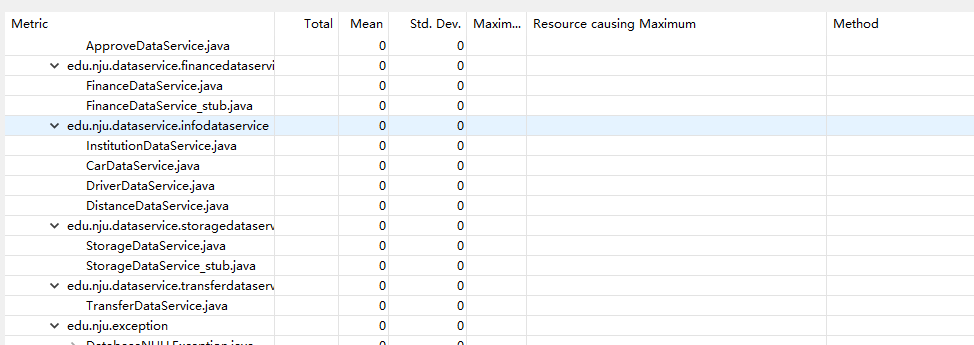 Metric Total Mean Std. Dev. Maxim... Resource causing Maximum Method
ApproveDataService.java 0 0
edu.nju.dataservice.financedataservi 0 0
FinanceDataService.java 0 0
FinanceDataService_stub.java 0 0
edu.nju.dataservice.infodataservice 0 0
InstitutionDataService.java 0 0
CarDataService.java 0 0
DriverDataService.java 0 0
DistanceDataService.java 0 0
edu.nju.dataservice.storagedataserv 0 0
StorageDataService.java 0 0
StorageDataService_stub.java 0 0
edu.nju.dataservice.transferdataserv 0 0
TransferDataService.java 0 0
edu.nju.exception 0 0
0 0